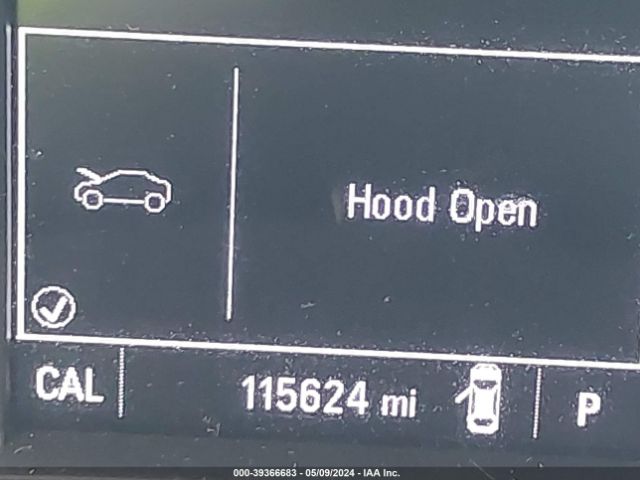 Hood Open
CAL 115624 mi P
000-39366683 - 05/09/2024 - IAA Inc.